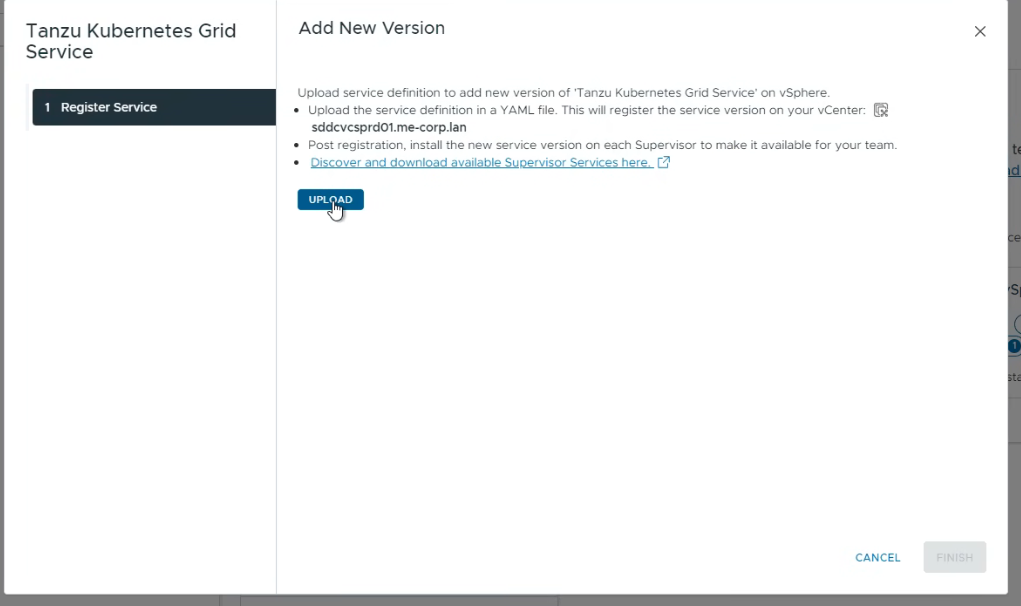 Tanzu Kubernetes Grid
Service
1 Register Service
Add New Version
Upload service definition to add new version of 'Tanzu Kubernetes Grid Service' on vSphere.
• Upload the service definition in a YAML file. This will register the service version on your vCenter:
sddcvcsprd01.me-corp.lan
• Post registration, install the new service version on each Supervisor to make it available for your team.
• Discover and download available Supervisor Services here.
UPLOAD
CANCEL
FINISH
1